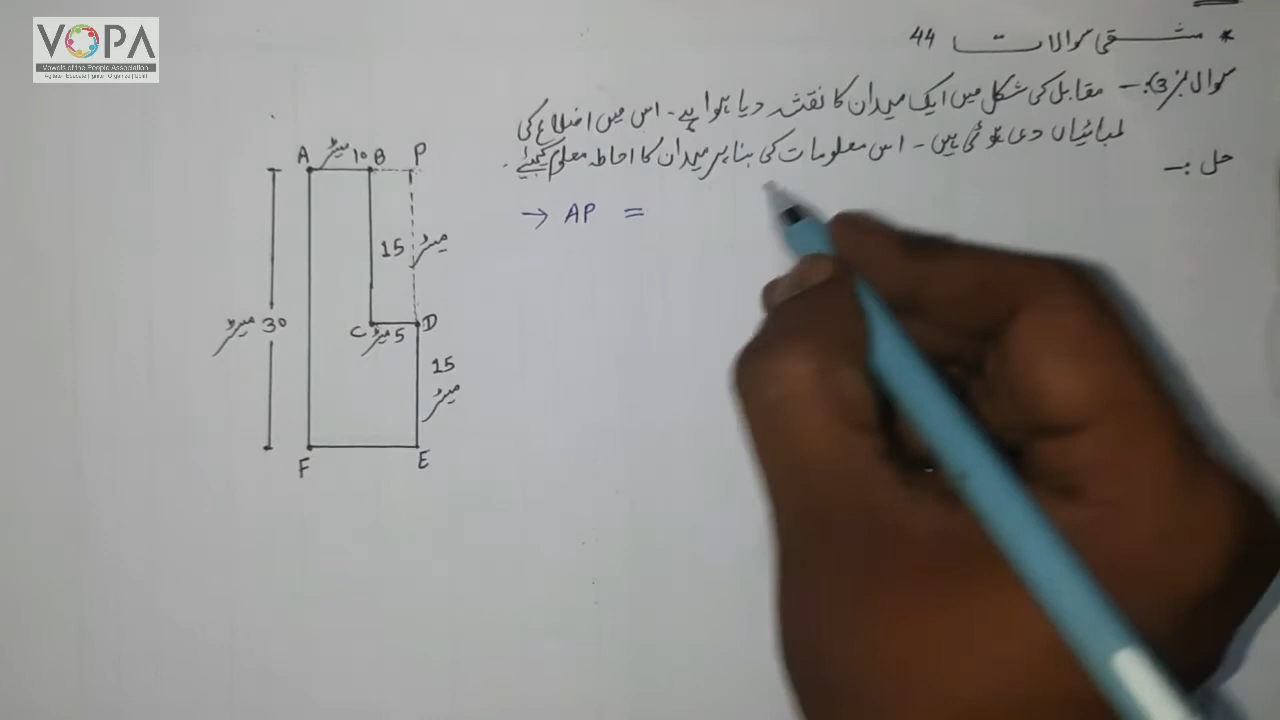 VOPA
Vowels of the People Association
* مشقی سوالات 44
سوال نمبر 3):- مقابل کی شکل میں ایک میدان کا نقشہ دیا ہوا ہے۔ اس میں اضلاع کی
لمبائیاں دی ہوئی ہیں۔ اس معلومات کی بنا پر میدان کا احاطہ معلوم کیجیے.
حل :-
→ AP =
A 10 میٹر B P
15 میٹر
30 میٹر
C 5 میٹر D
15
میٹر
F E